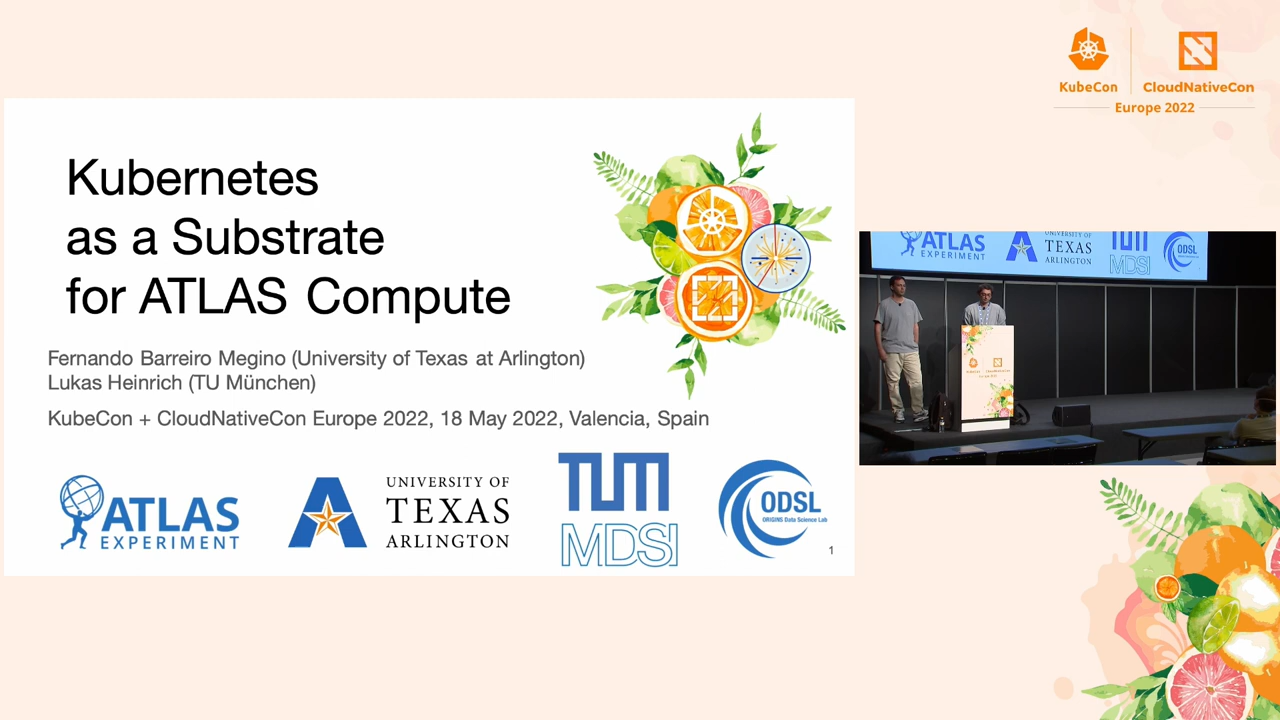 KubeCon
CloudNativeCon
Europe 2022
Kubernetes
as a Substrate
for ATLAS Compute
Fernando Barreiro Megino (University of Texas at Arlington)
Lukas Heinrich (TU München)
KubeCon + CloudNativeCon Europe 2022, 18 May 2022, Valencia, Spain
ATLAS
EXPERIMENT
UNIVERSITY OF
TEXAS
ARLINGTON
TUM
MDSI
ODSL
ORIGINS Data Science Lab
1
ATLAS
EXPERIMENT
UNIVERSITY OF
TEXAS
ARLINGTON
TUM
MDSI
ODSL